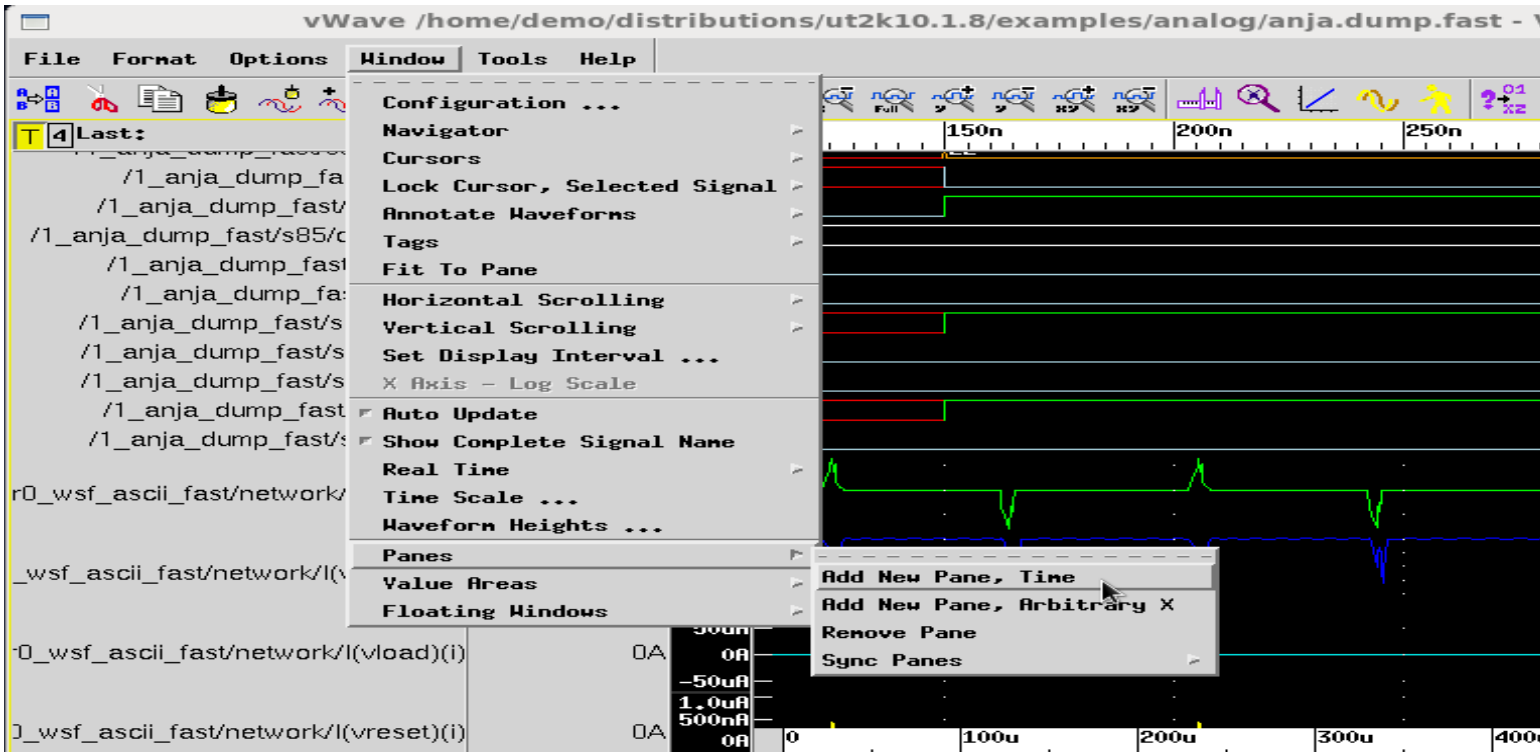 vWave /home/demo/distributions/ut2k10.1.8/examples/analog/anja.dump.fast -
File Format Options Window Tools Help
T 4 Last:
150n 200n 250n
/1_anja_dump_fa
/1_anja_dump_fast/
/1_anja_dump_fast/s85/c
/1_anja_dump_fast
/1_anja_dump_fa
/1_anja_dump_fast/s
/1_anja_dump_fast/s
/1_anja_dump_fast/s
/1_anja_dump_fast
/1_anja_dump_fast/s
r0_wsf_ascii_fast/network/
_wsf_ascii_fast/network/I(v
r0_wsf_ascii_fast/network/I(vload)(i) 0A
0_wsf_ascii_fast/network/I(vreset)(i) 0A
Configuration ...
Navigator
Cursors
Lock Cursor, Selected Signal
Annotate Waveforms
Tags
Fit To Pane
Horizontal Scrolling
Vertical Scrolling
Set Display Interval ...
X Axis - Log Scale
Auto Update
Show Complete Signal Name
Real Time
Time Scale ...
Waveform Heights ...
Panes
Value Areas
Floating Windows
Add New Pane, Time
Add New Pane, Arbitrary X
Remove Pane
Sync Panes
50uA
0A
-50uA
1.0uA
500nA
0A
0 100u 200u 300u 400